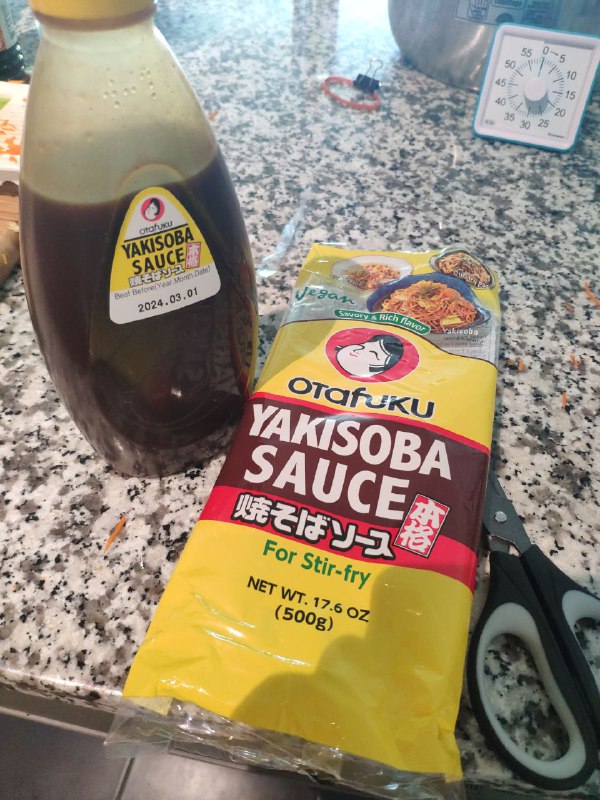 OTAFUKU
YAKISOBA
SAUCE 本格
焼そばソース
Best Before(Year.Month.Date)
2024.03.01
Vegan
Savory & Rich flavor
Yakisoba
OTAFUKU
YAKISOBA
SAUCE
焼そばソース 本格
For Stir-fry
NET WT. 17.6 OZ
(500g)
0 5 10 15 20 25 30 35 40 45 50 55